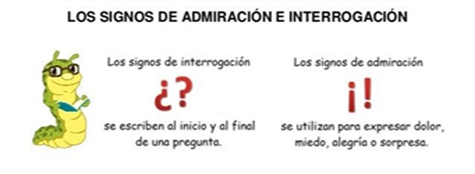 LOS SIGNOS DE ADMIRACIÓN E INTERROGACIÓN
Los signos de interrogación
¿?
se escriben al inicio y al final
de una pregunta.
Los signos de admiración
¡!
se utilizan para expresar dolor,
miedo, alegría o sorpresa.